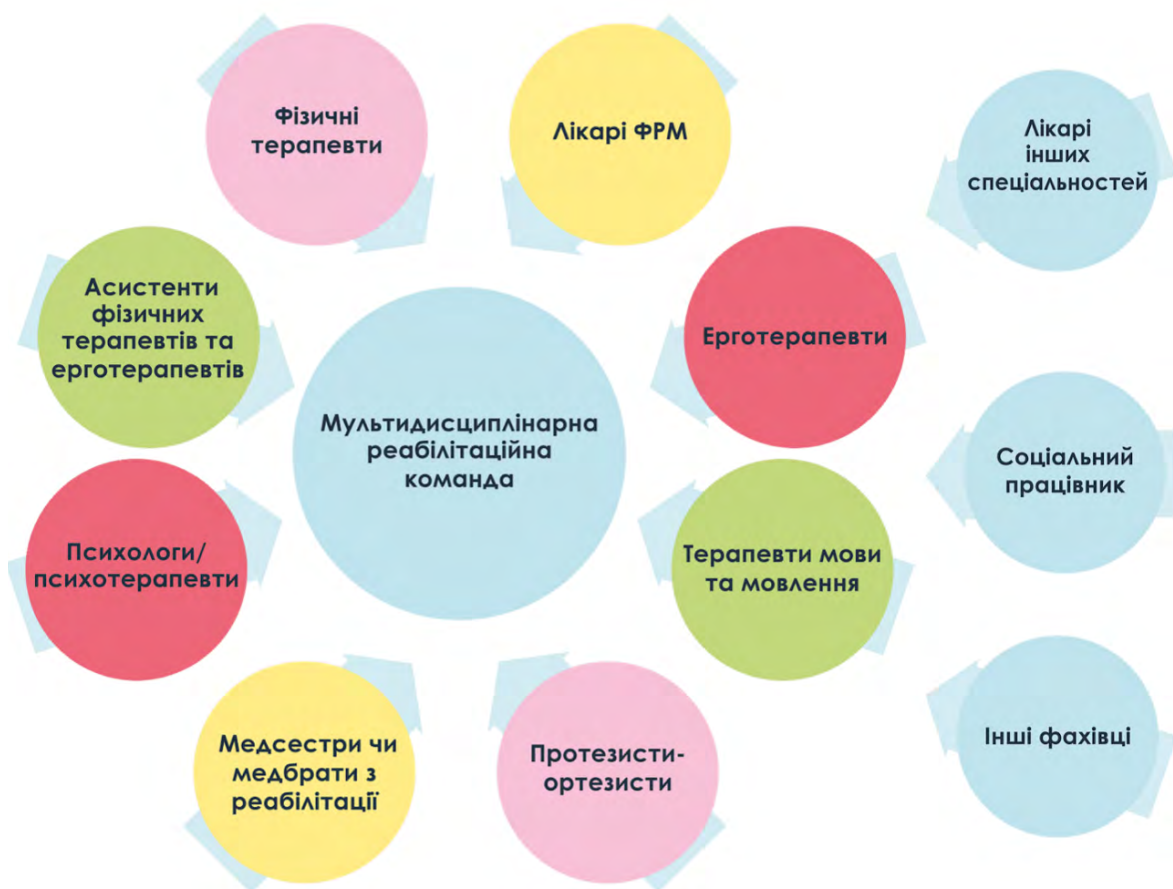 Фізичні
терапевти
Лікарі ФРМ
Лікарі
інших
спеціальностей
Асистенти
фізичних
терапевтів та
ерготерапевтів
Ерготерапевти
Мультидисциплінарна
реабілітаційна
команда
Соціальний
працівник
Психологи/
психотерапевти
Терапевти мови
та мовлення
Медсестри чи
медбрати з
реабілітації
Протезисти-
ортезисти
Інші фахівці